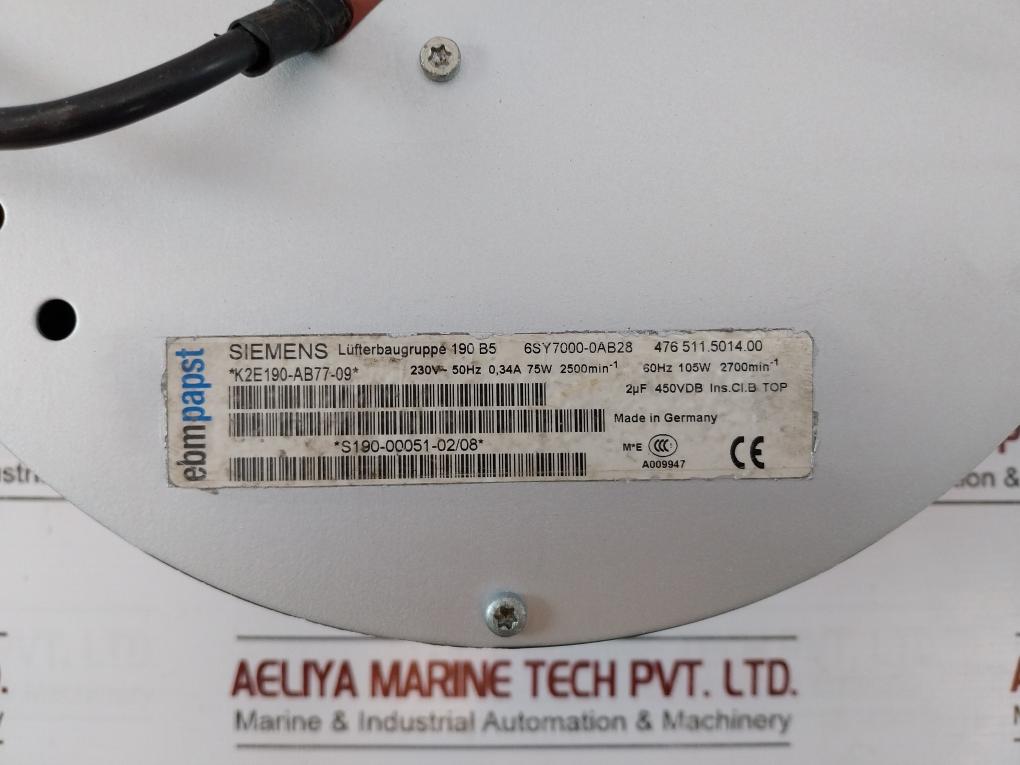 ebmpapst
SIEMENS Lüfterbaugruppe 190 B5 6SY7000-0AB28 476 511.5014.00
*K2E190-AB77-09* 230V~ 50Hz 0,34A 75W 2500min-1 60Hz 105W 2700min-1
2µF 450VDB Ins.Cl.B TOP
Made in Germany
*S190-00051-02/08*
M*E CCC CE
A009947
AELIYA MARINE TECH PVT. LTD.
Marine & Industrial Automation & Machinery